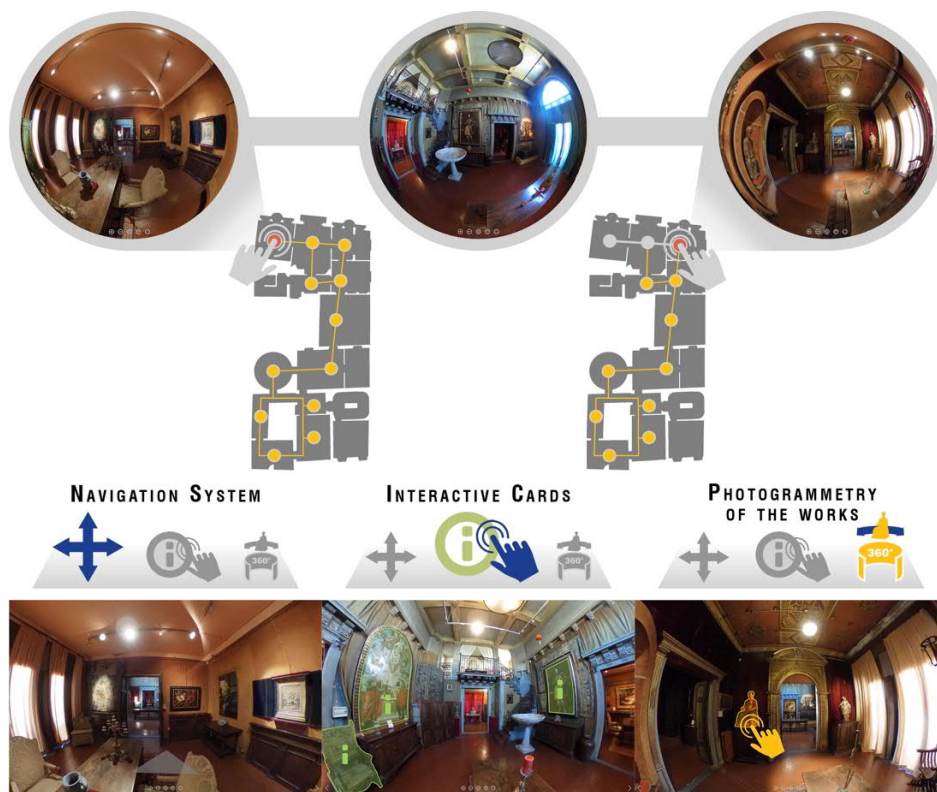 NAVIGATION SYSTEM
INTERACTIVE CARDS
PHOTOGRAMMETRY
OF THE WORKS
i
360°
i
360°
i
360°
i
i
i